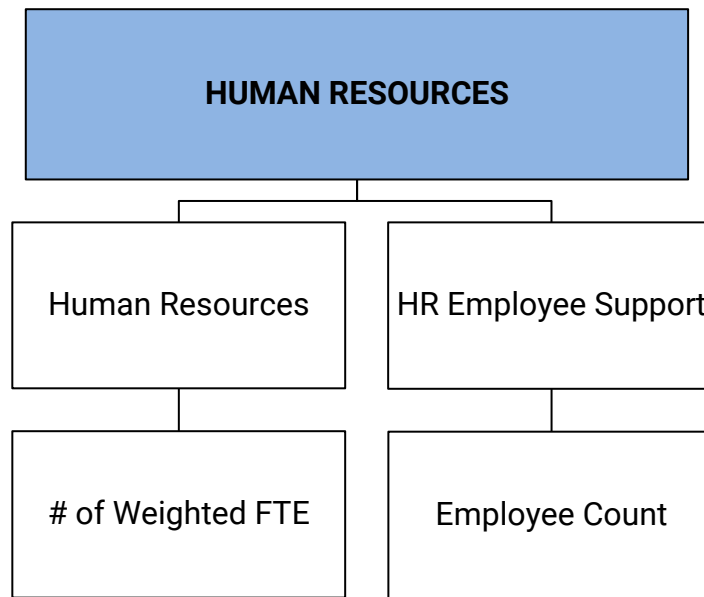 HUMAN RESOURCES
Human Resources
HR Employee Support
# of Weighted FTE
Employee Count